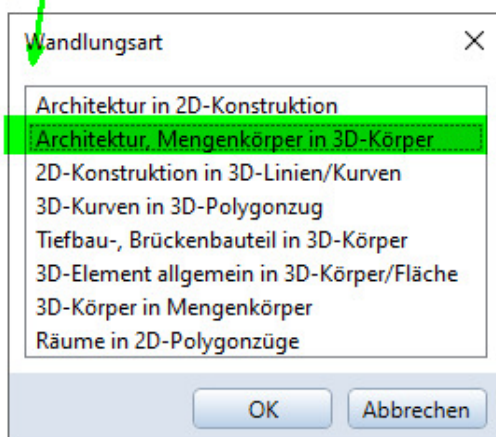 Wandlungsart
Architektur in 2D-Konstruktion
Architektur, Mengenkörper in 3D-Körper
2D-Konstruktion in 3D-Linien/Kurven
3D-Kurven in 3D-Polygonzug
Tiefbau-, Brückenbauteil in 3D-Körper
3D-Element allgemein in 3D-Körper/Fläche
3D-Körper in Mengenkörper
Räume in 2D-Polygonzüge
OK Abbrechen